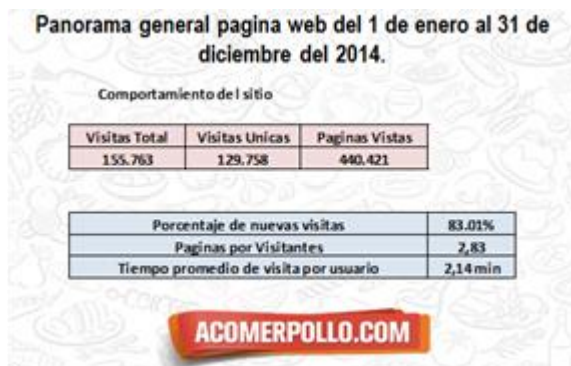 Panorama general pagina web del 1 de enero al 31 de
diciembre del 2014.
Comportamiento del sitio
Visitas Total Visitas Unicas Paginas Vistas
155.763 129.758 440.421
Porcentaje de nuevas visitas 83.01%
Paginas por Visitantes 2,83
Tiempo promedio de visita por usuario 2,14 min
ACOMERPOLLO.COM